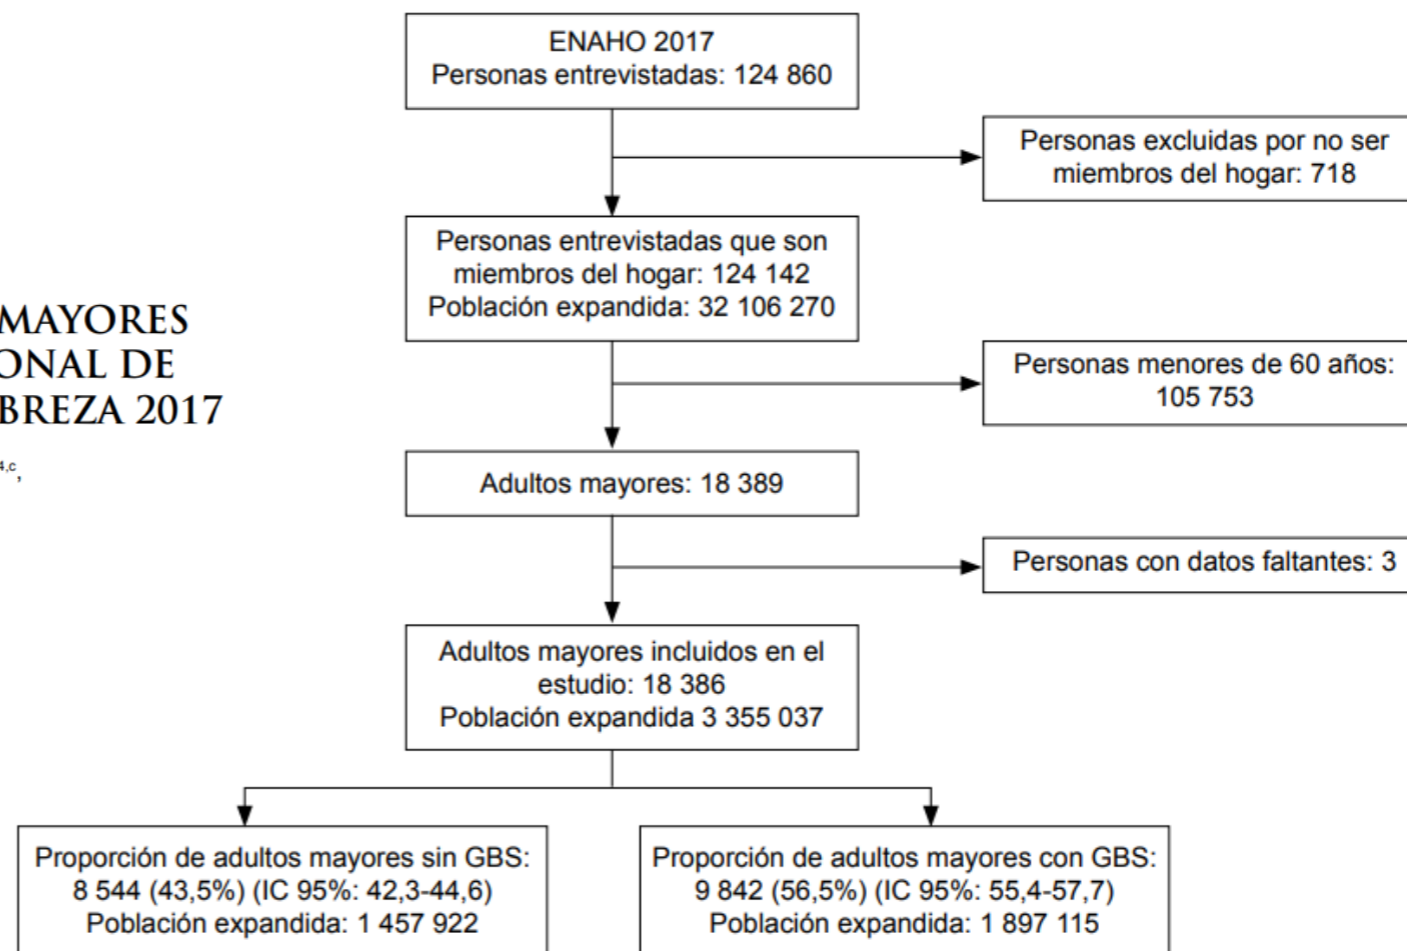 ENAHO 2017
Personas entrevistadas: 124 860
Personas excluidas por no ser
miembros del hogar: 718
Personas entrevistadas que son
miembros del hogar: 124 142
Población expandida: 32 106 270
MAYORES
ONAL DE
BREZA 2017
4,c,
Personas menores de 60 años:
105 753
Adultos mayores: 18 389
Personas con datos faltantes: 3
Adultos mayores incluidos en el
estudio: 18 386
Población expandida 3 355 037
Proporción de adultos mayores sin GBS:
8 544 (43,5%) (IC 95%: 42,3-44,6)
Población expandida: 1 457 922
Proporción de adultos mayores con GBS:
9 842 (56,5%) (IC 95%: 55,4-57,7)
Población expandida: 1 897 115